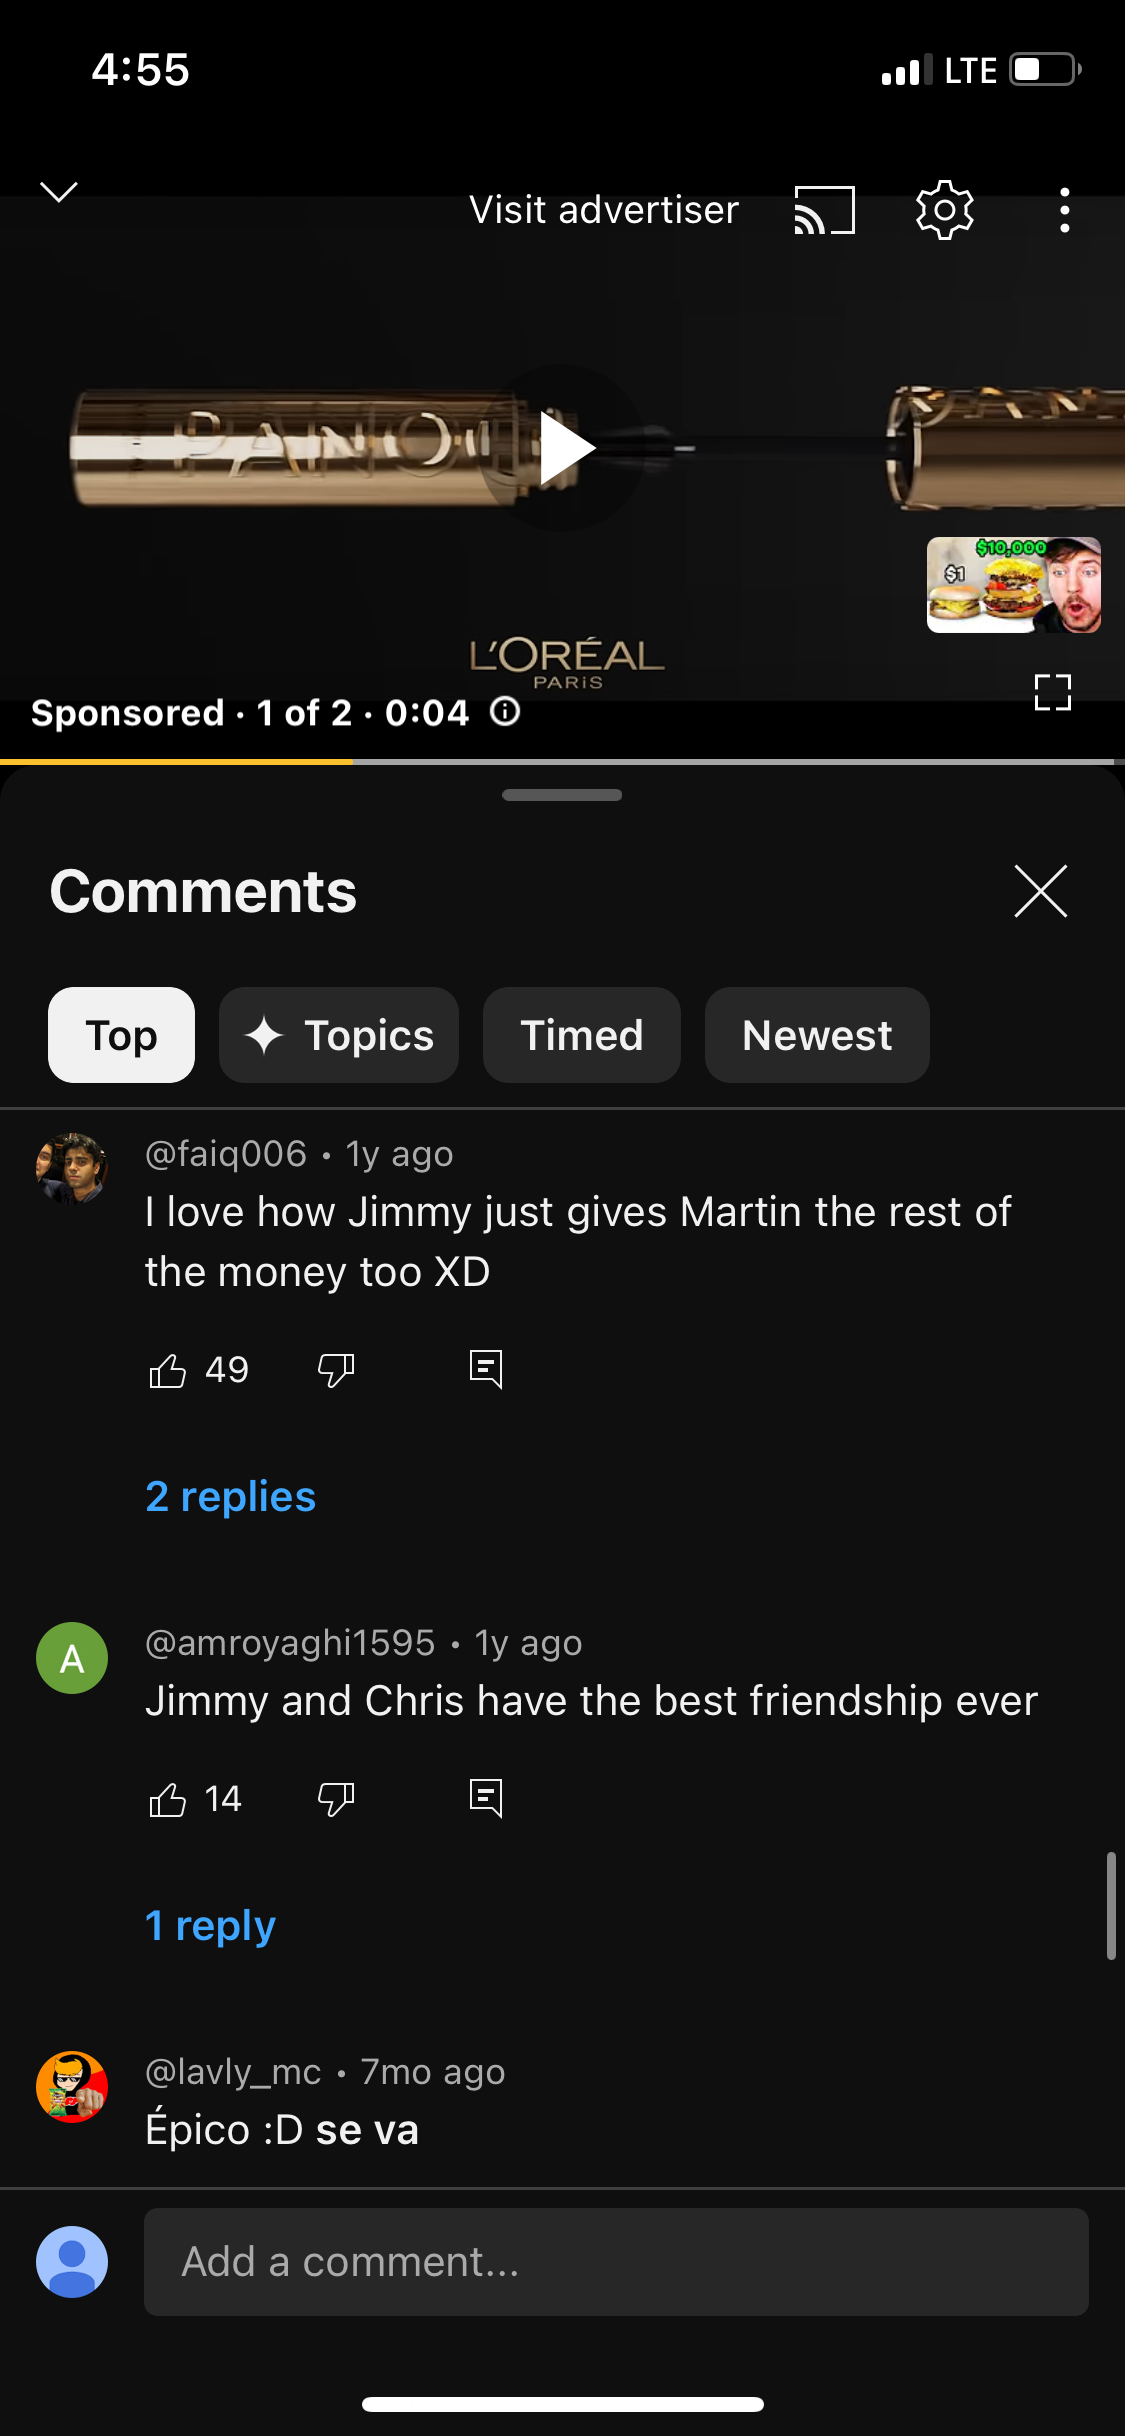 4:55
LTE
Visit advertiser
PANO
$10,000
$1
L'ORÉAL
PARIS
Sponsored · 1 of 2 · 0:04
Comments
Top
Topics
Timed
Newest
@faiq006 · 1y ago
I love how Jimmy just gives Martin the rest of
the money too XD
49
2 replies
A
@amroyaghi1595 · 1y ago
Jimmy and Chris have the best friendship ever
14
1 reply
@lavly_mc · 7mo ago
Épico :D se va
Add a comment...